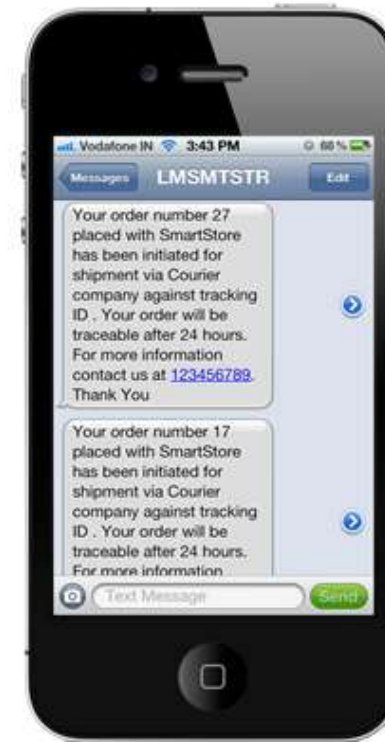 Vodafone IN 3:43 PM 66 %
Messages LMSMTSTR Edit
Your order number 27
placed with SmartStore
has been initiated for
shipment via Courier
company against tracking
ID . Your order will be
traceable after 24 hours.
For more information
contact us at 123456789.
Thank You
Your order number 17
placed with SmartStore
has been initiated for
shipment via Courier
company against tracking
ID . Your order will be
traceable after 24 hours.
For more information
Text Message Send